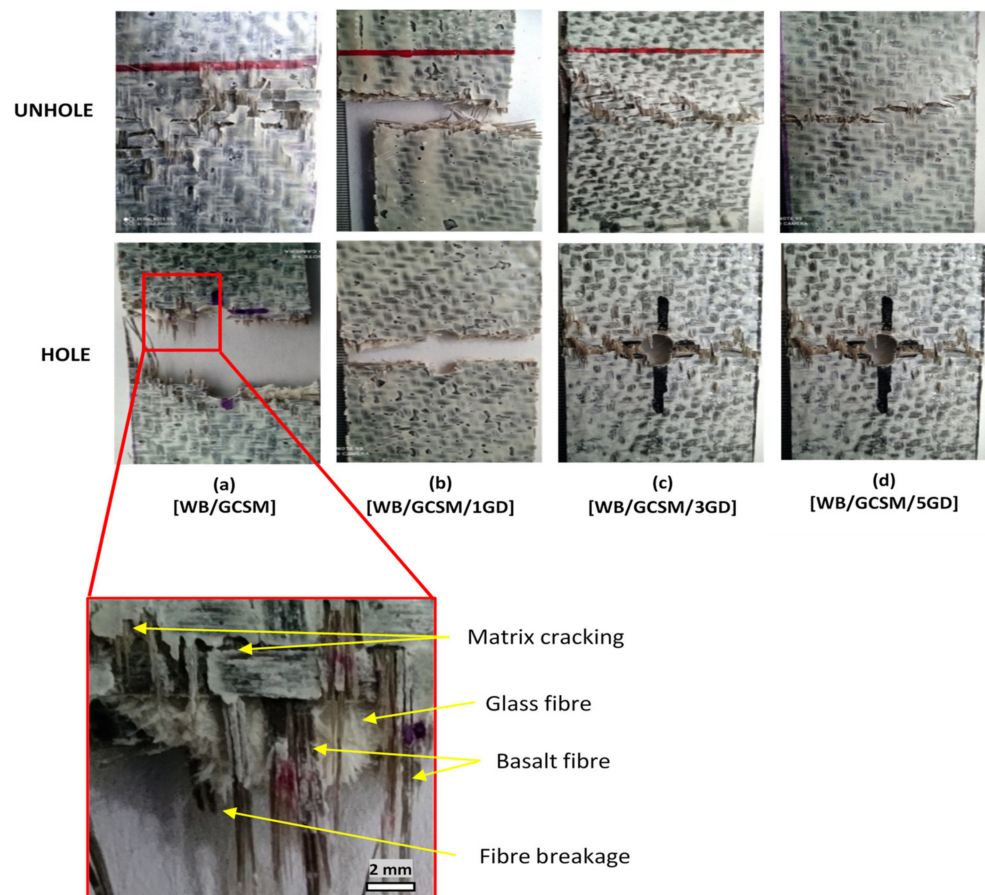 UNHOLE
HOLE
(a)
[WB/GCSM]
(b)
[WB/GCSM/1GD]
(c)
[WB/GCSM/3GD]
(d)
[WB/GCSM/5GD]
Matrix cracking
Glass fibre
Basalt fibre
Fibre breakage
2 mm